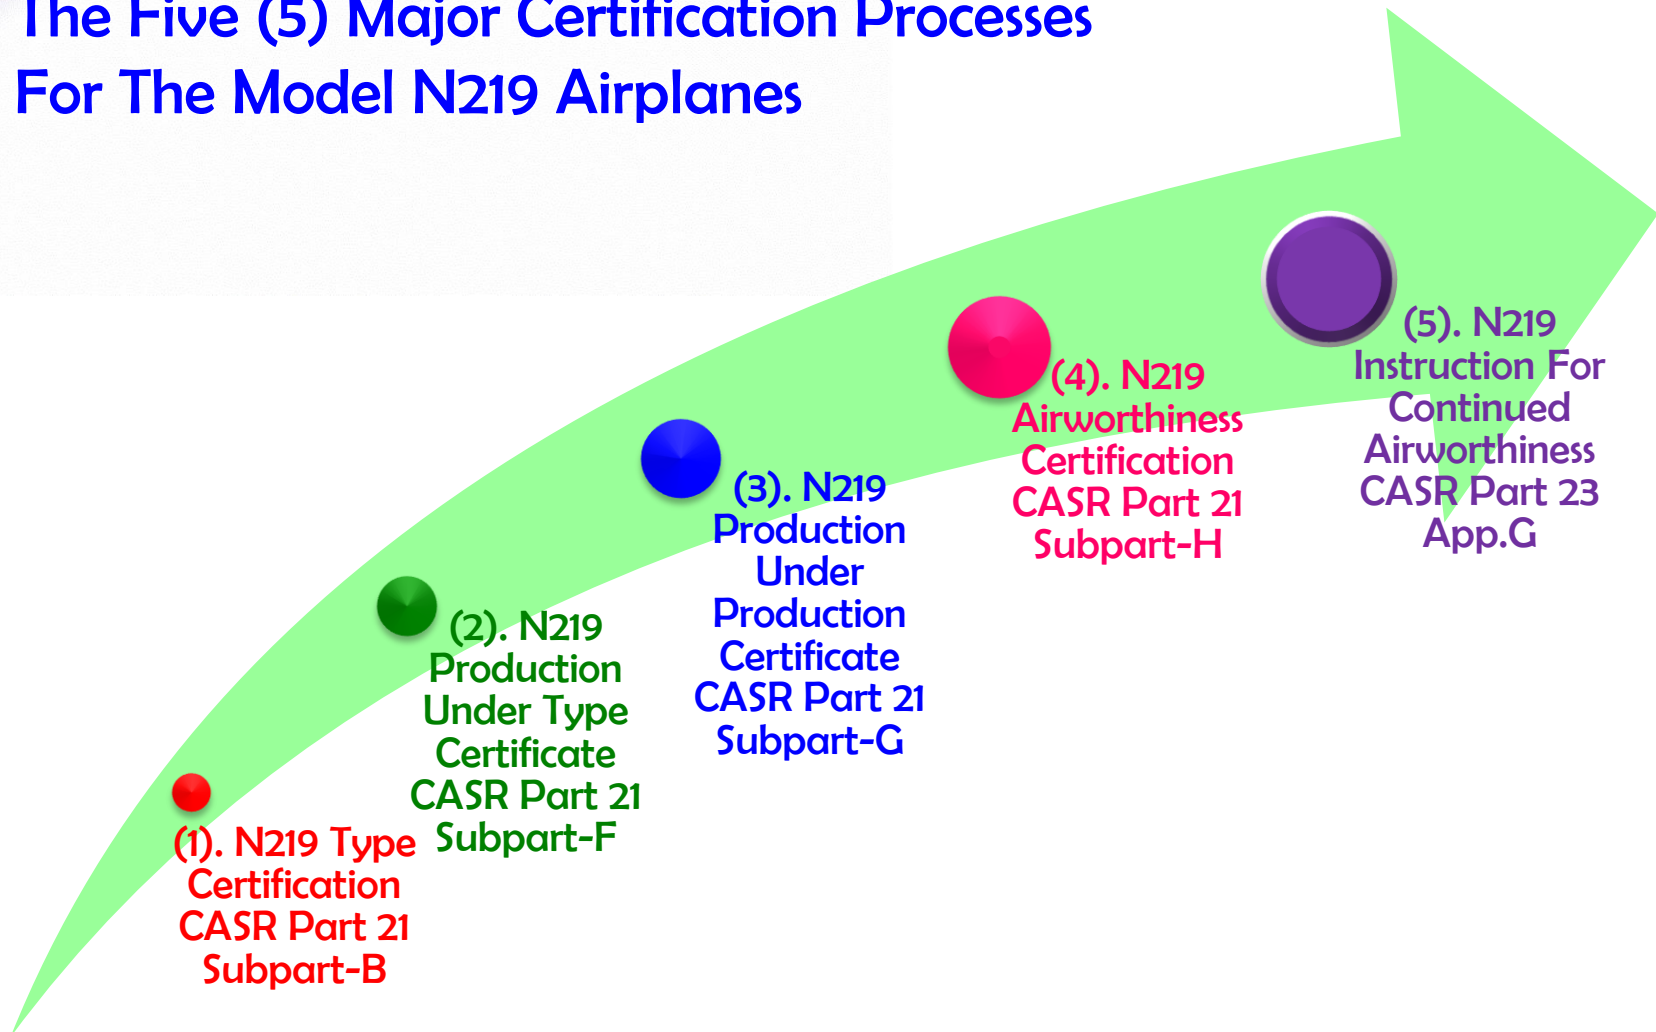 The Five (5) Major Certification Processes
For The Model N219 Airplanes
(1). N219 Type
Certification
CASR Part 21
Subpart-B
(2). N219
Production
Under Type
Certificate
CASR Part 21
Subpart-F
(3). N219
Production
Under
Production
Certificate
CASR Part 21
Subpart-G
(4). N219
Airworthiness
Certification
CASR Part 21
Subpart-H
(5). N219
Instruction For
Continued
Airworthiness
CASR Part 23
App.G